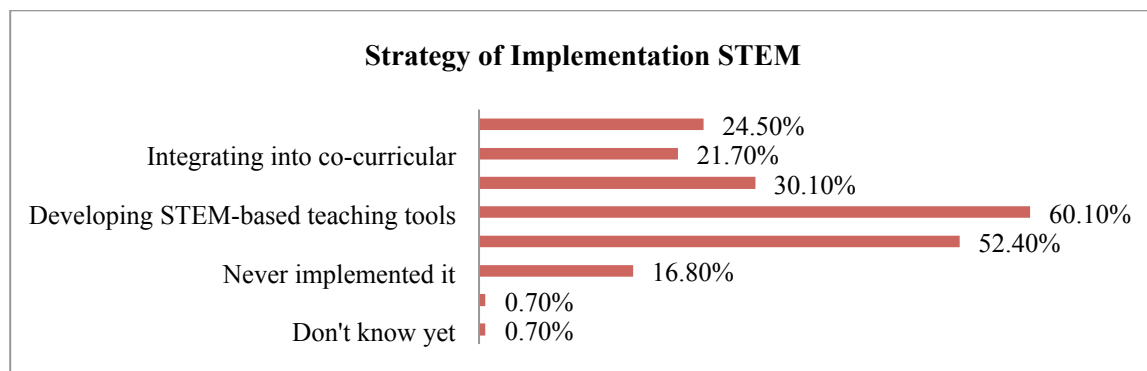 Strategy of Implementation STEM
24.50%
Integrating into co-curricular 21.70%
30.10%
Developing STEM-based teaching tools 60.10%
52.40%
Never implemented it 16.80%
0.70%
Don't know yet 0.70%